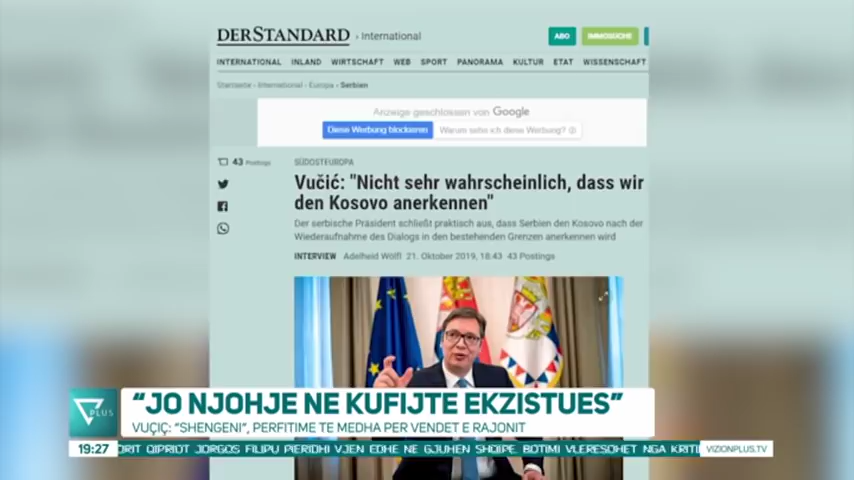 DERSTANDARD › International
ABO
IMMOSUCHE
INTERNATIONAL INLAND WIRTSCHAFT WEB SPORT PANORAMA KULTUR ETAT WISSENSCHAFT
Startseite › International › Europa › Serbien
Anzeige geschlossen von Google
Diese Werbung blockieren
Warum sehe ich diese Werbung?
43 Postings
SÜDOSTEUROPA
Vučić: "Nicht sehr wahrscheinlich, dass wir
den Kosovo anerkennen"
Der serbische Präsident schließt praktisch aus, dass Serbien den Kosovo nach der
Wiederaufnahme des Dialogs in den bestehenden Grenzen anerkennen wird
INTERVIEW Adelheid Wölfl 21. Oktober 2019, 18:43 43 Postings
PLUS
“JO NJOHJE NE KUFIJTE EKZISTUES”
VUÇIÇ: “SHENGENI”, PERFITIME TE MEDHA PER VENDET E RAJONIT
19:27
ORIT QIPRIOT JORGOS FILIPU PIERIDHI VJEN EDHE NE GJUHEN SHQIPE. BOTIMI VLERESOHET NGA KRITI
VIZIONPLUS.TV